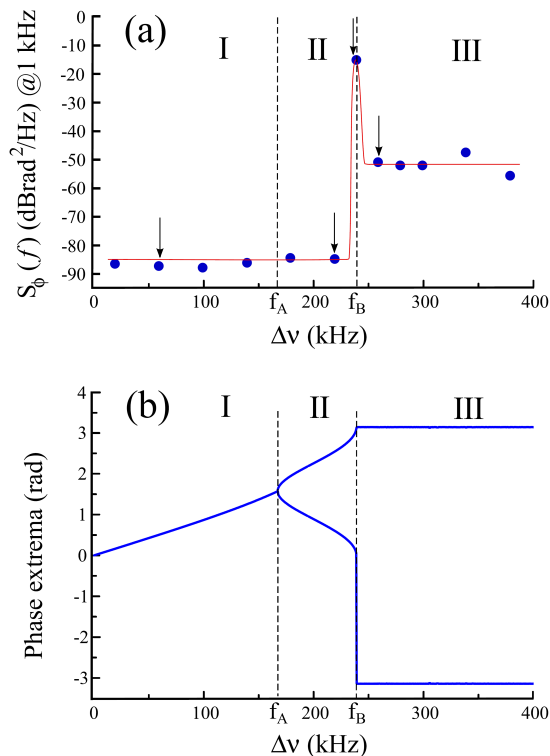 (a)
I II III
S_ϕ(f) (dBrad²/Hz) @1 kHz
0
-10
-20
-30
-40
-50
-60
-70
-80
-90
0 100 200 300 400
f_A f_B
Δν (kHz)
(b)
I II III
Phase extrema (rad)
4
3
2
1
0
-1
-2
-3
0 100 200 300 400
f_A f_B
Δν (kHz)